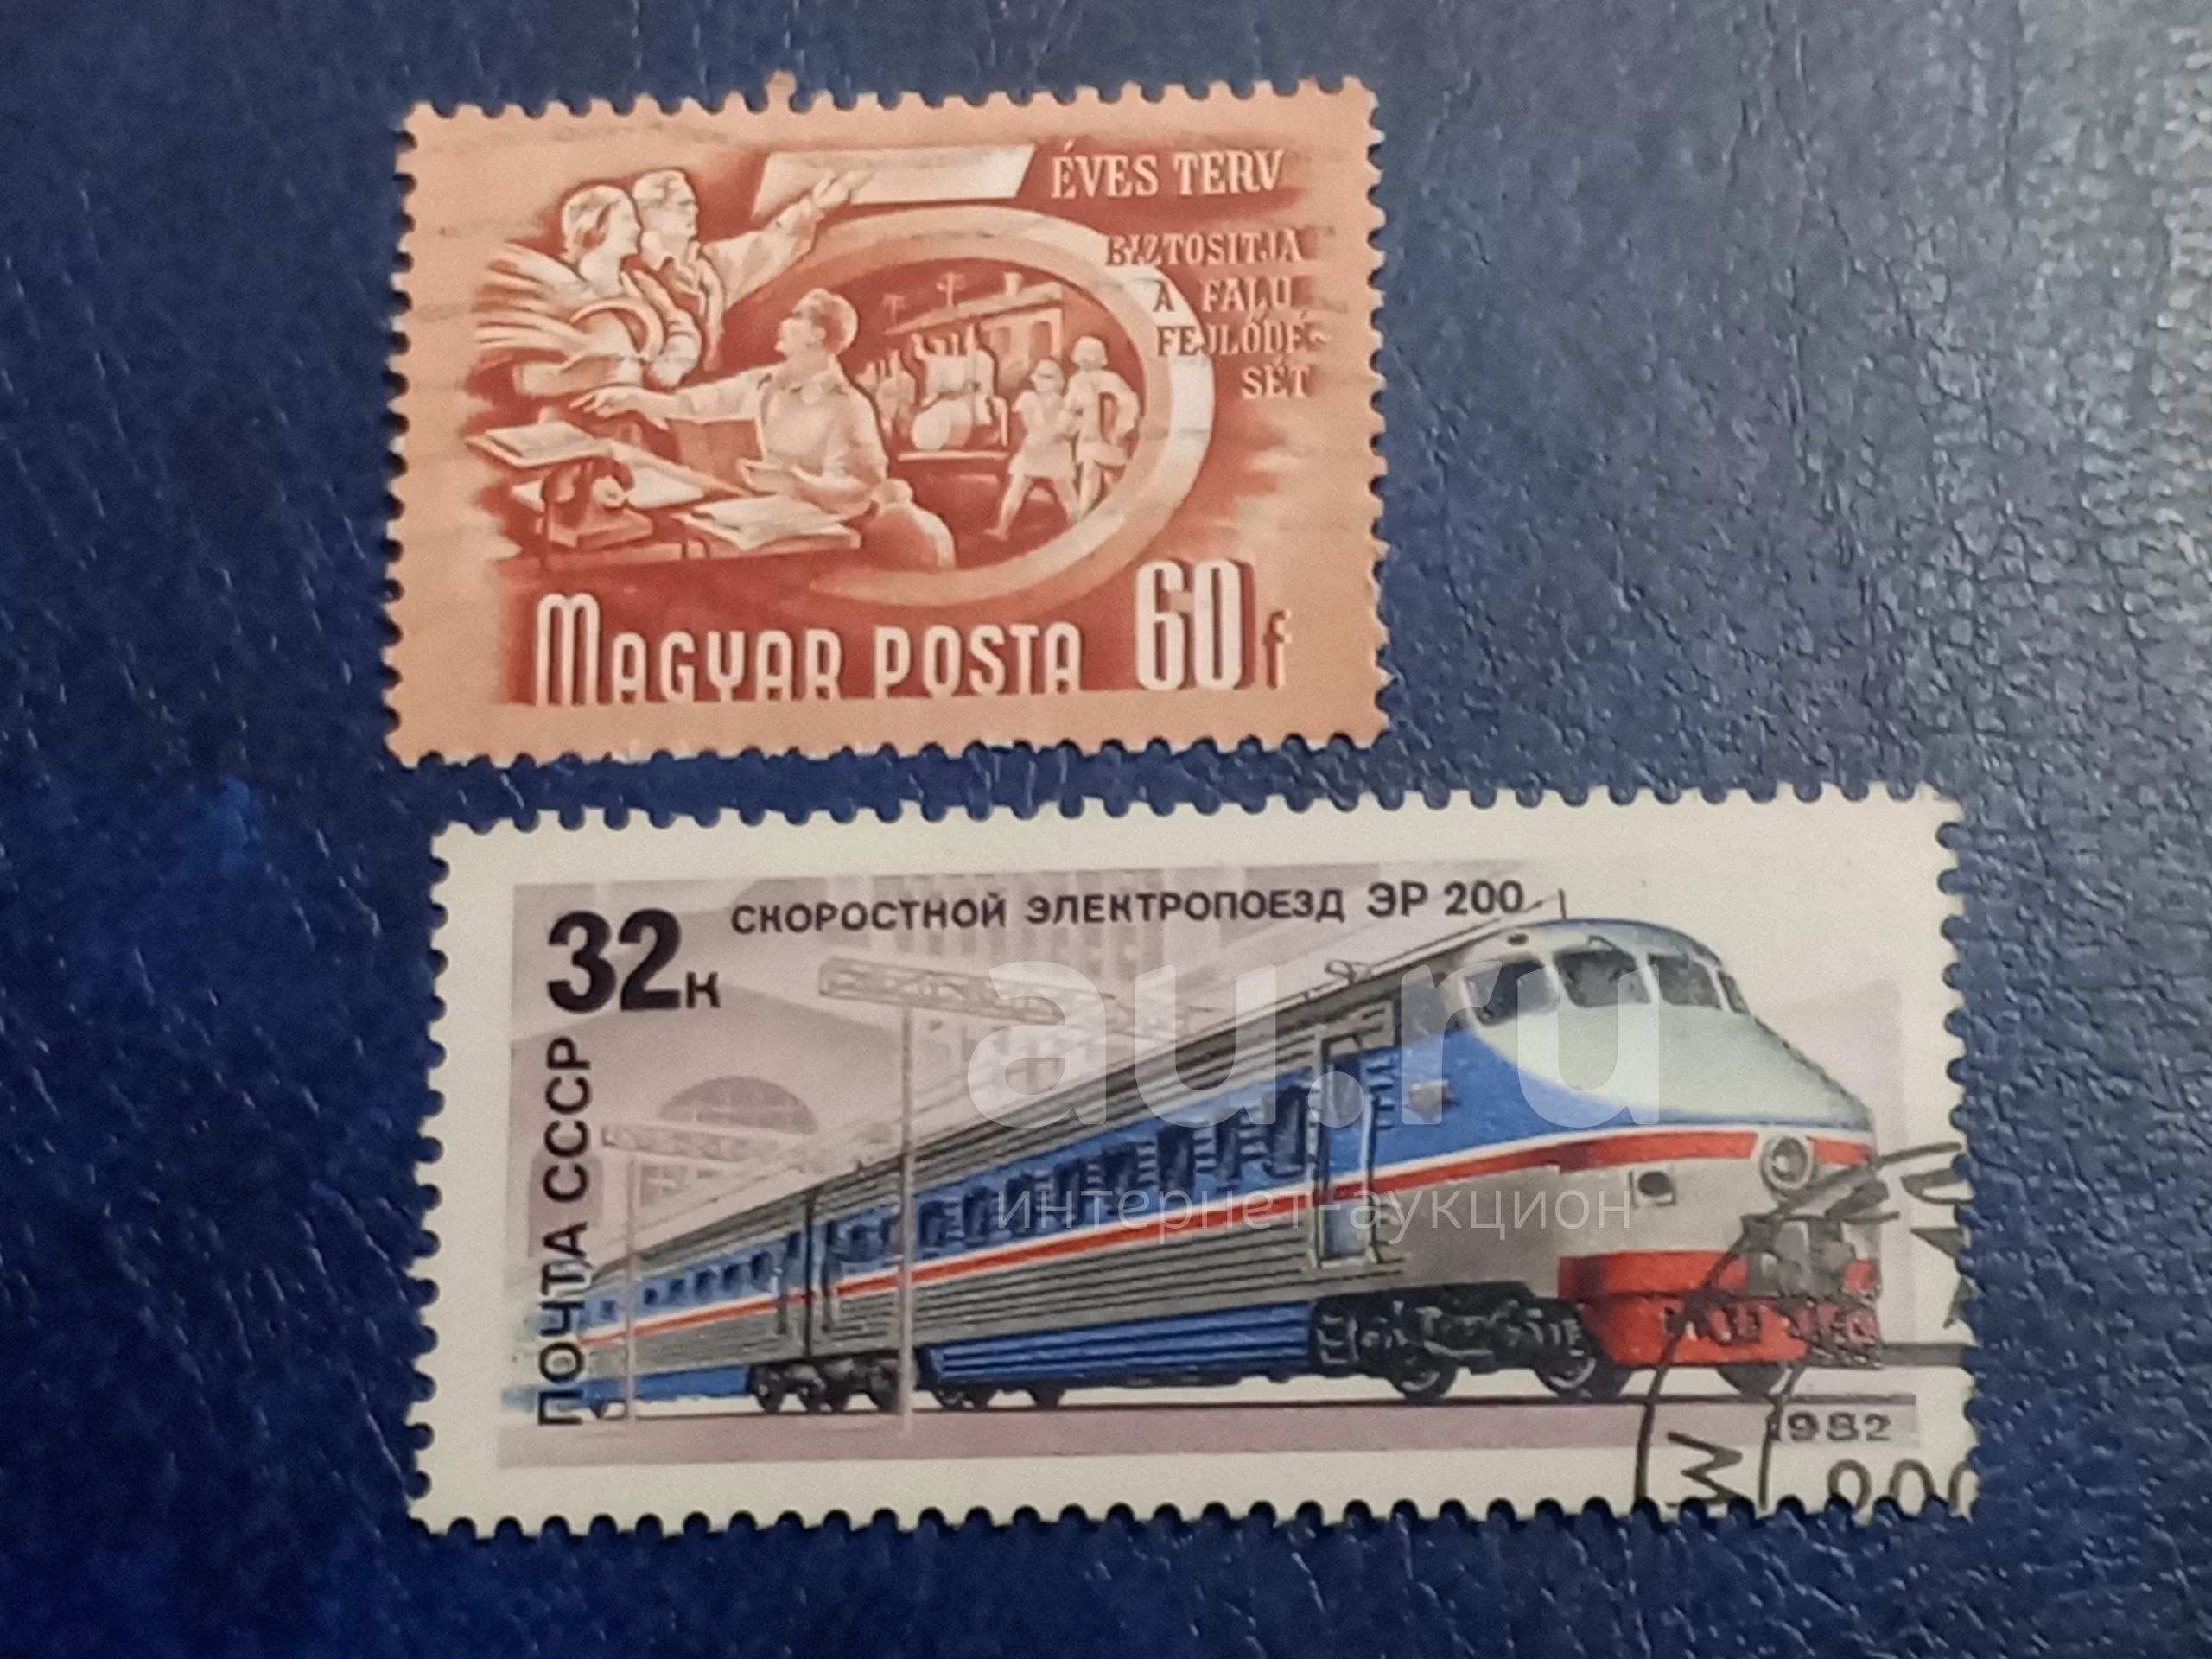 ÉVES TERV
BIZTOSITJA
A FALU
FEJLŐDÉ-
SÉT
MAGYAR POSTA 60f
32к СКОРОСТНОЙ ЭЛЕКТРОПОЕЗД ЭР 200
ПОЧТА СССР
au.ru
интернет-аукцион
1982